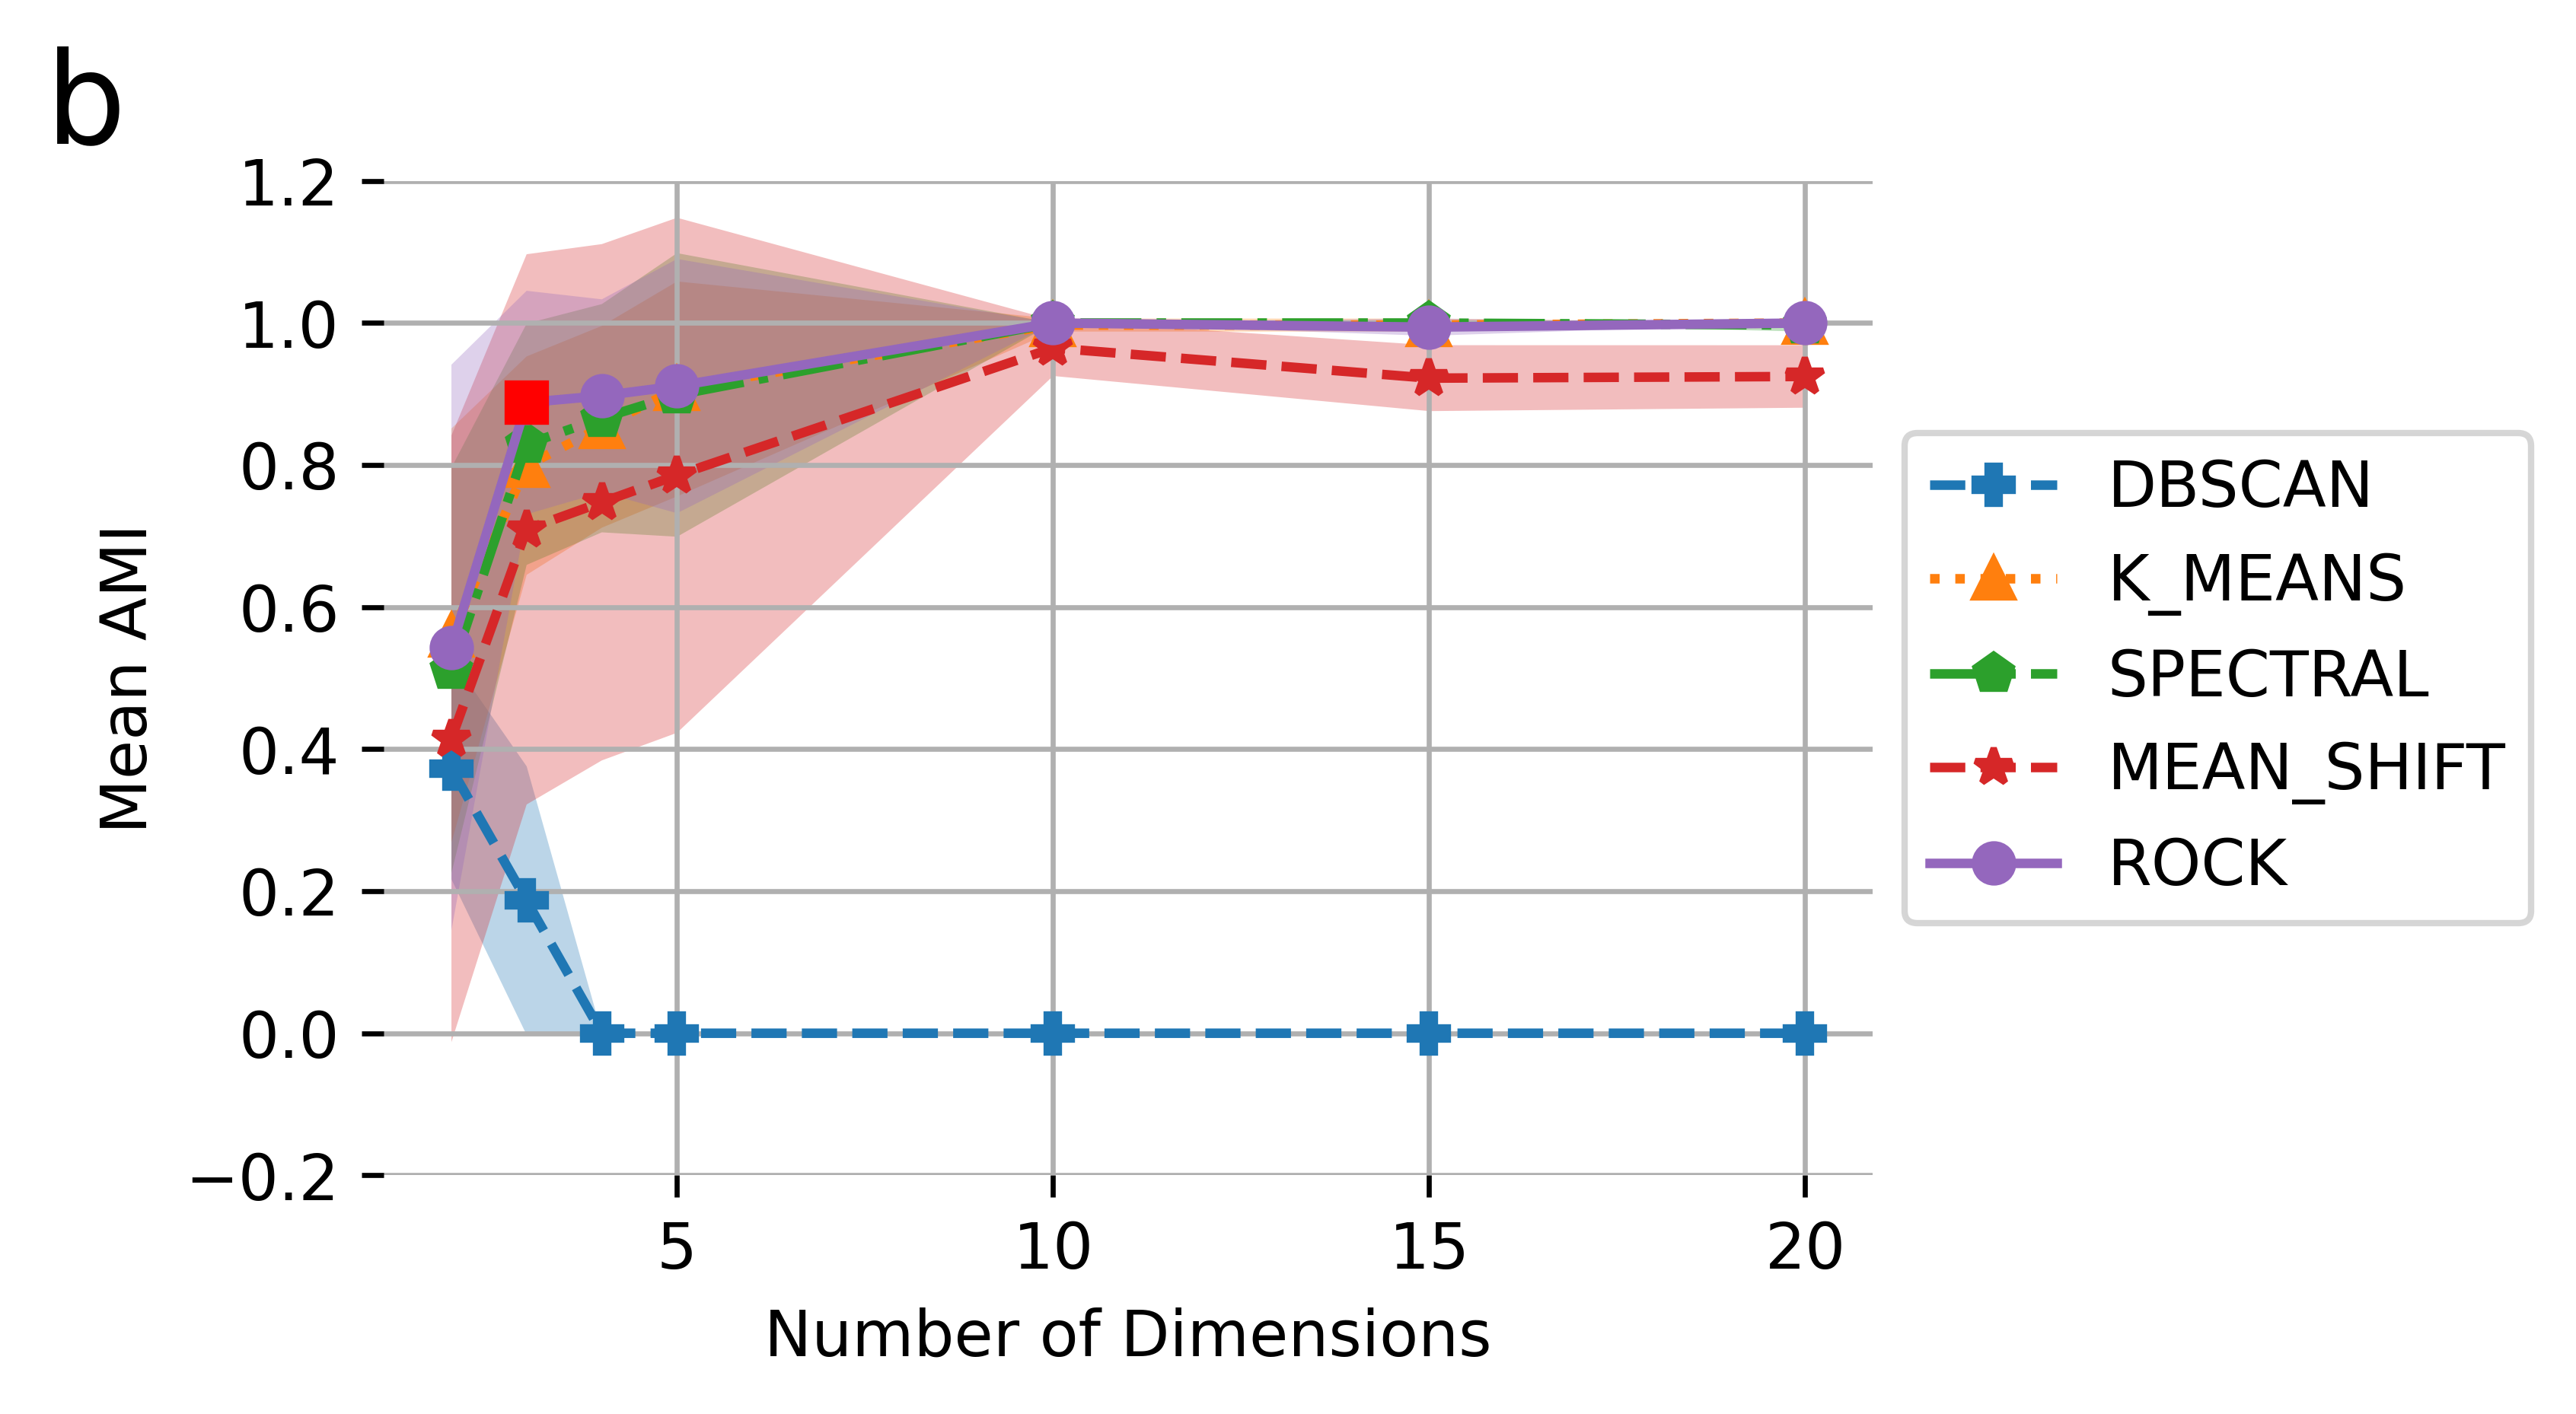 b
1.2
1.0
0.8
0.6
0.4
0.2
0.0
−0.2
Mean AMI
5 10 15 20
Number of Dimensions
DBSCAN
K_MEANS
SPECTRAL
MEAN_SHIFT
ROCK